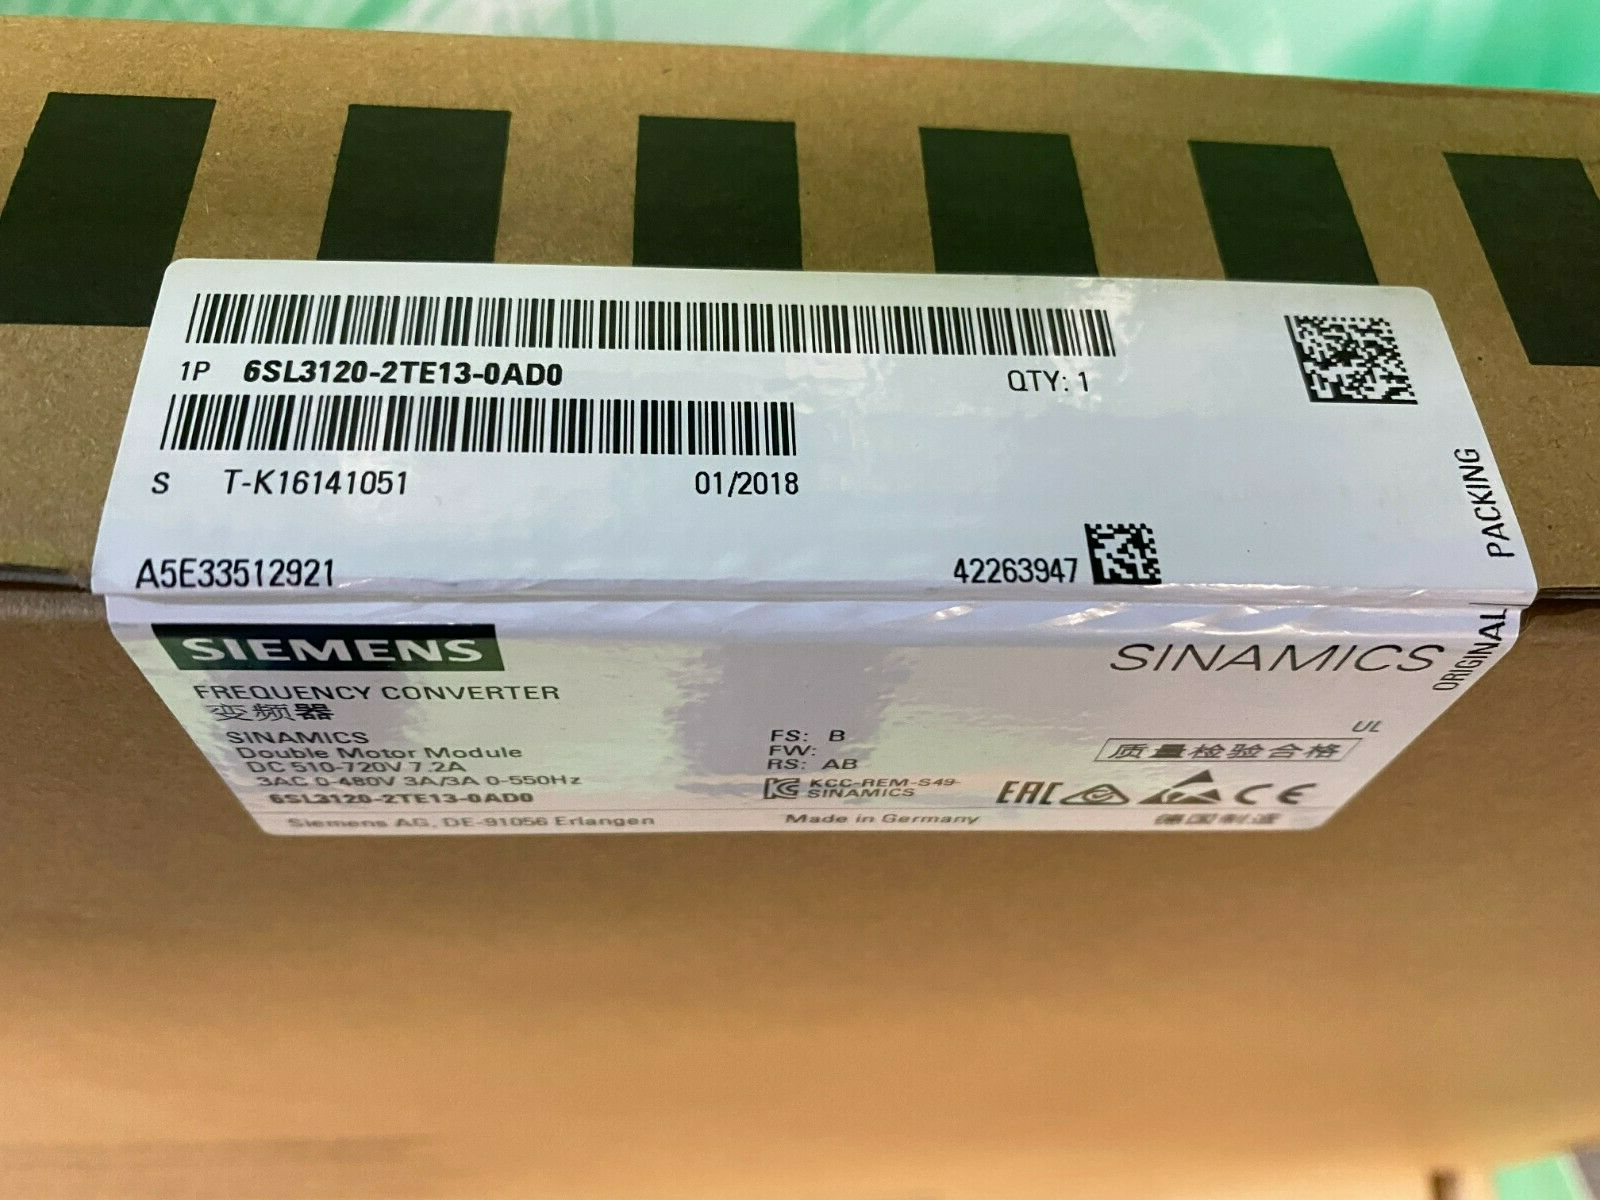 1P 6SL3120-2TE13-0AD0 QTY: 1
S T-K16141051 01/2018
A5E33512921 42263947
ORIGINAL PACKING
SIEMENS SINAMICS
FREQUENCY CONVERTER
变频器
SINAMICS
Double Motor Module
DC 510-720V 7.2A
3AC 0-480V 3A/3A 0-550Hz
6SL3120-2TE13-0AD0
Siemens AG, DE-91056 Erlangen
FS: B
FW:
RS: AB
KCC-REM-S49-
SINAMICS
Made in Germany
UL
质量检验合格
EAC CE
德国制造